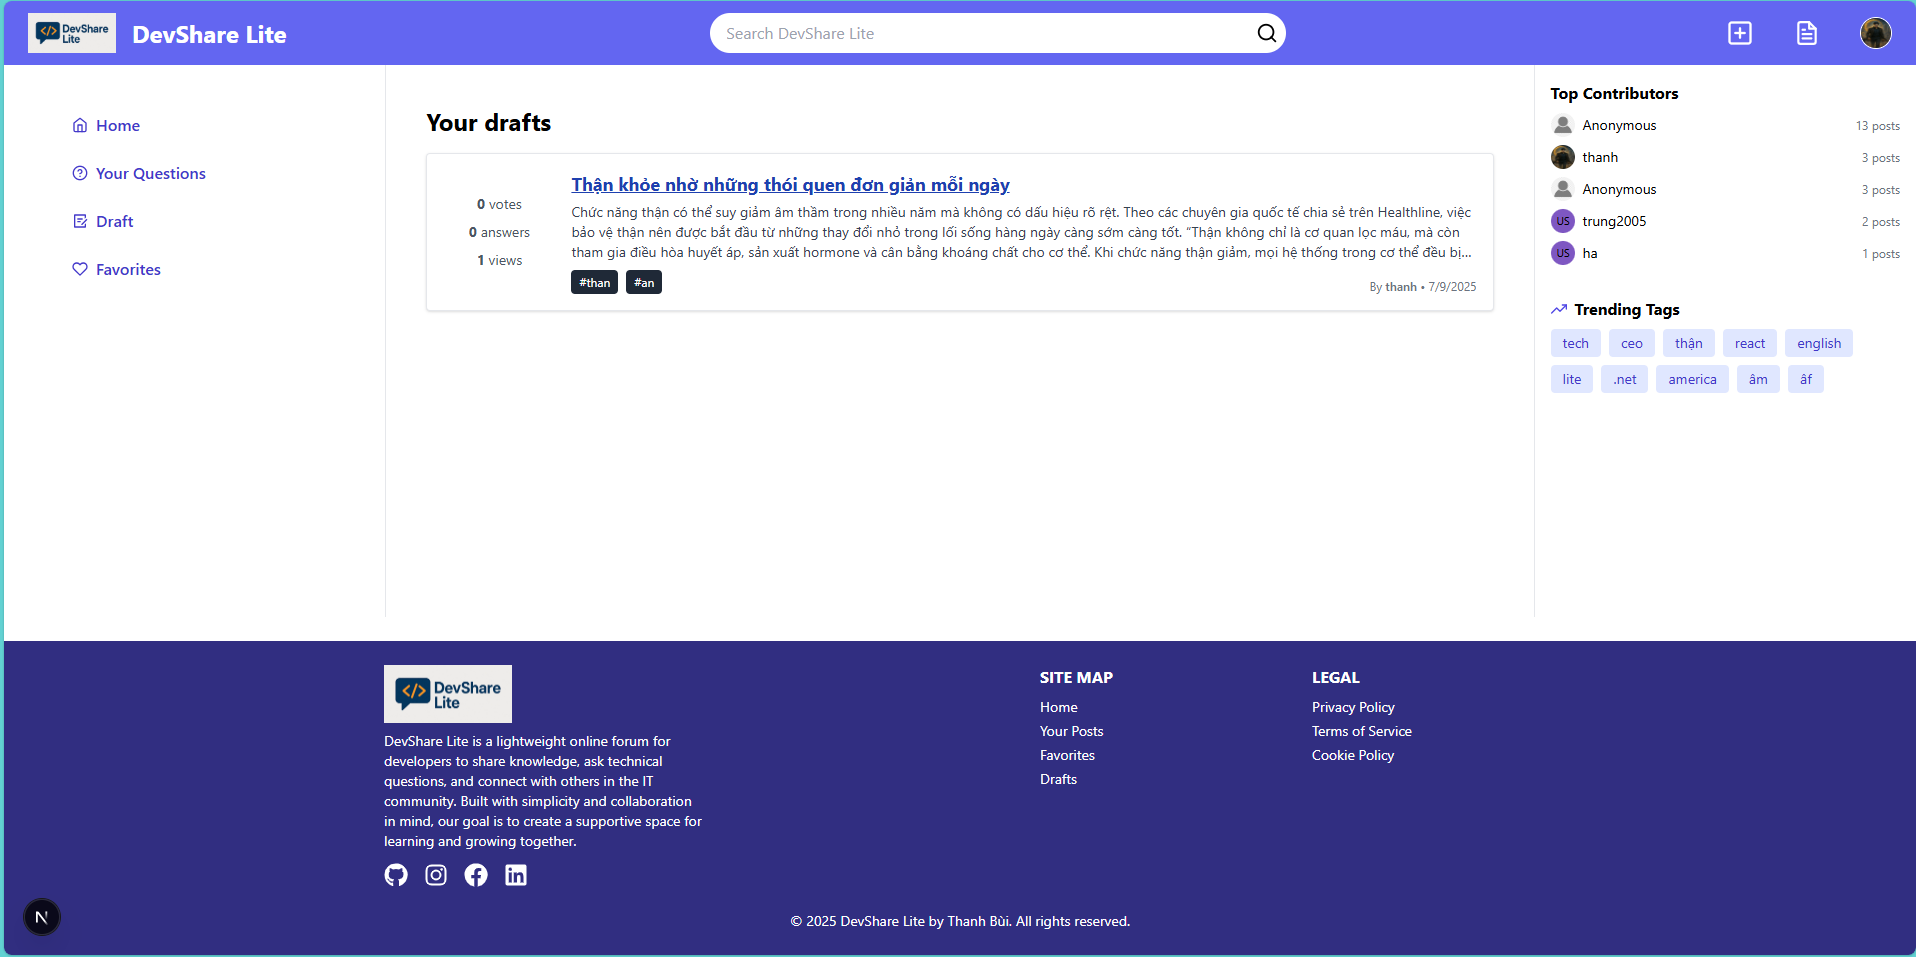 DevShare
Lite
DevShare Lite
Search DevShare Lite
Home
Your Questions
Draft
Favorites
Your drafts
0 votes
0 answers
1 views
Thận khỏe nhờ những thói quen đơn giản mỗi ngày
Chức năng thận có thể suy giảm âm thầm trong nhiều năm mà không có dấu hiệu rõ rệt. Theo các chuyên gia quốc tế chia sẻ trên Healthline, việc
bảo vệ thận nên được bắt đầu từ những thay đổi nhỏ trong lối sống hàng ngày càng sớm càng tốt. “Thận không chỉ là cơ quan lọc máu, mà còn
tham gia điều hòa huyết áp, sản xuất hormone và cân bằng khoáng chất cho cơ thể. Khi chức năng thận giảm, mọi hệ thống trong cơ thể đều bị...
#than #an
By thanh • 7/9/2025
Top Contributors
Anonymous 13 posts
thanh 3 posts
Anonymous 3 posts
US trung2005 2 posts
US ha 1 posts
Trending Tags
tech ceo thận react english
lite .net america âm âf
DevShare
Lite
DevShare Lite is a lightweight online forum for
developers to share knowledge, ask technical
questions, and connect with others in the IT
community. Built with simplicity and collaboration
in mind, our goal is to create a supportive space for
learning and growing together.
SITE MAP
Home
Your Posts
Favorites
Drafts
LEGAL
Privacy Policy
Terms of Service
Cookie Policy
N
© 2025 DevShare Lite by Thanh Bùi. All rights reserved.